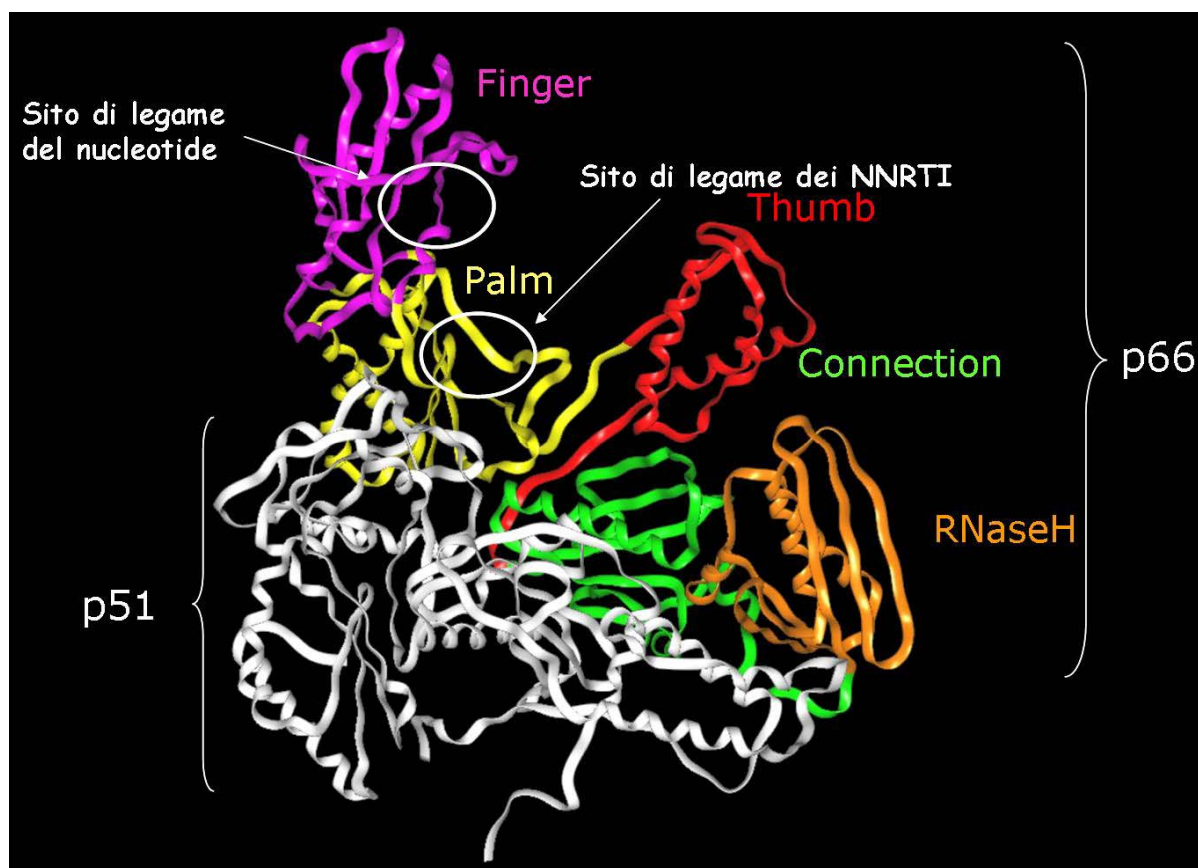 Finger
Sito di legame
del nucleotide
Sito di legame dei NNRTI
Thumb
Palm
Connection
p66
RNaseH
p51